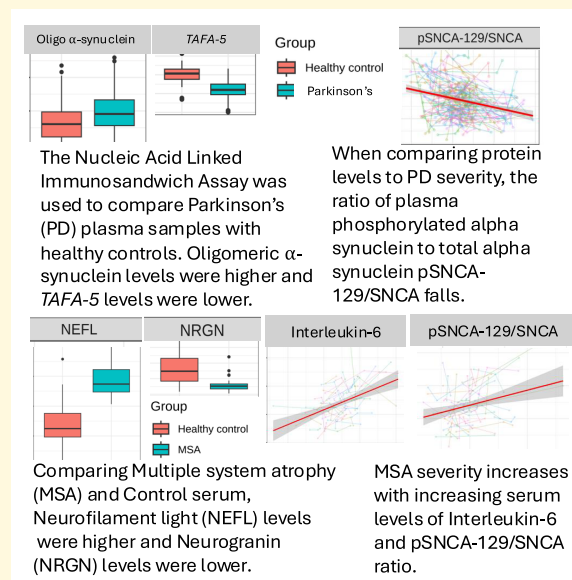 Oligo α-synuclein
TAFA-5
Group
Healthy control
Parkinson's
pSNCA-129/SNCA
The Nucleic Acid Linked
Immunosandwich Assay was
used to compare Parkinson's
(PD) plasma samples with
healthy controls. Oligomeric α-
synuclein levels were higher and
TAFA-5 levels were lower.
When comparing protein
levels to PD severity, the
ratio of plasma
phosphorylated alpha
synuclein to total alpha
synuclein pSNCA-
129/SNCA falls.
NEFL
NRGN
Group
Healthy control
MSA
Interleukin-6
pSNCA-129/SNCA
Comparing Multiple system atrophy
(MSA) and Control serum,
Neurofilament light (NEFL) levels
were higher and Neurogranin
(NRGN) levels were lower.
MSA severity increases
with increasing serum
levels of Interleukin-6
and pSNCA-129/SNCA
ratio.